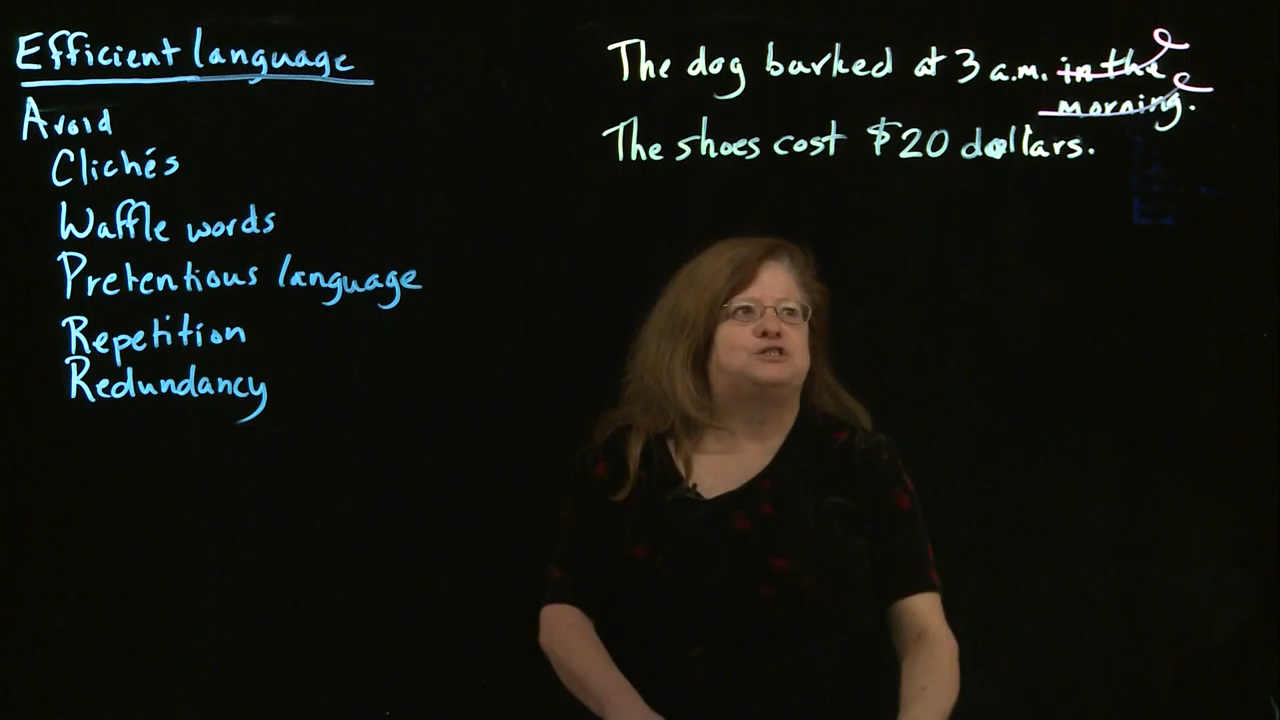 Efficient language
Avoid
Clichés
Waffle words
Pretentious language
Repetition
Redundancy
The dog barked at 3 a.m. in the
morning.
The shoes cost $20 dollars.